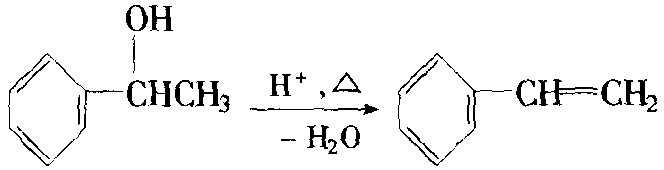 OH
CHCH₃
H⁺,△
CH=CH₂
− H₂O